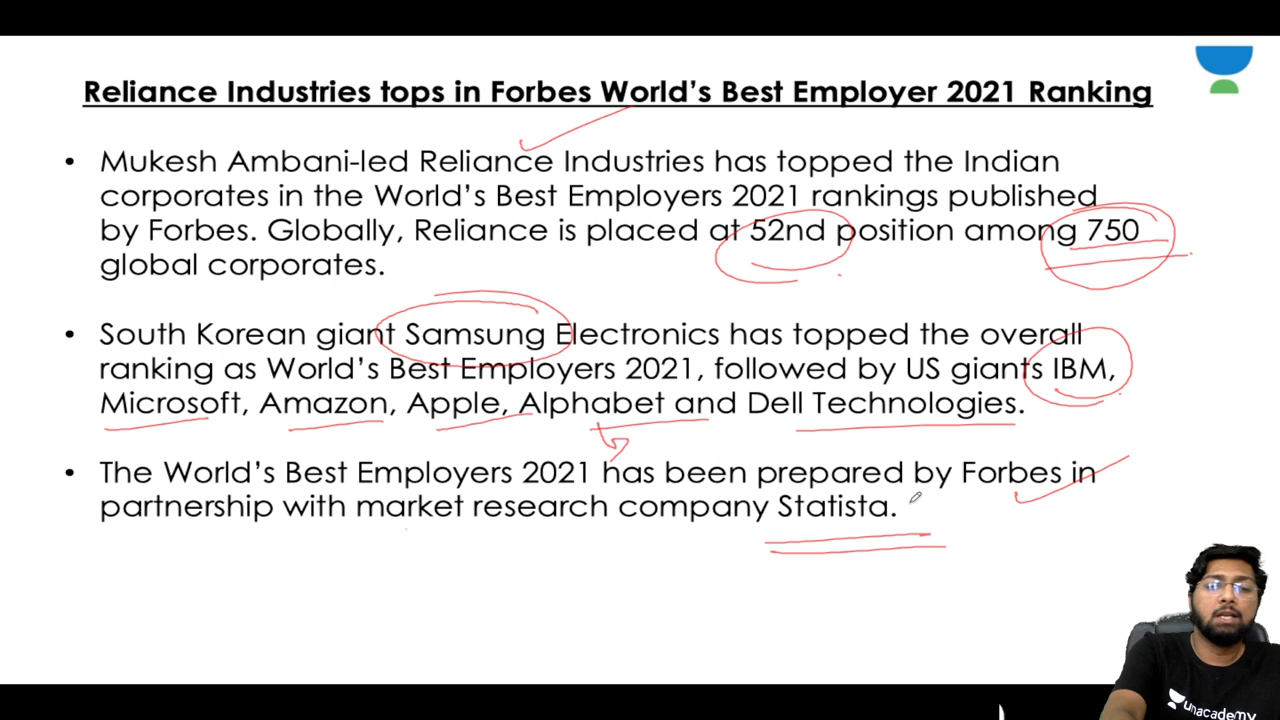 Reliance Industries tops in Forbes World's Best Employer 2021 Ranking
• Mukesh Ambani-led Reliance Industries has topped the Indian
corporates in the World's Best Employers 2021 rankings published
by Forbes. Globally, Reliance is placed at 52nd position among 750
global corporates.
• South Korean giant Samsung Electronics has topped the overall
ranking as World's Best Employers 2021, followed by US giants IBM,
Microsoft, Amazon, Apple, Alphabet and Dell Technologies.
• The World's Best Employers 2021 has been prepared by Forbes in
partnership with market research company Statista.
unacademy